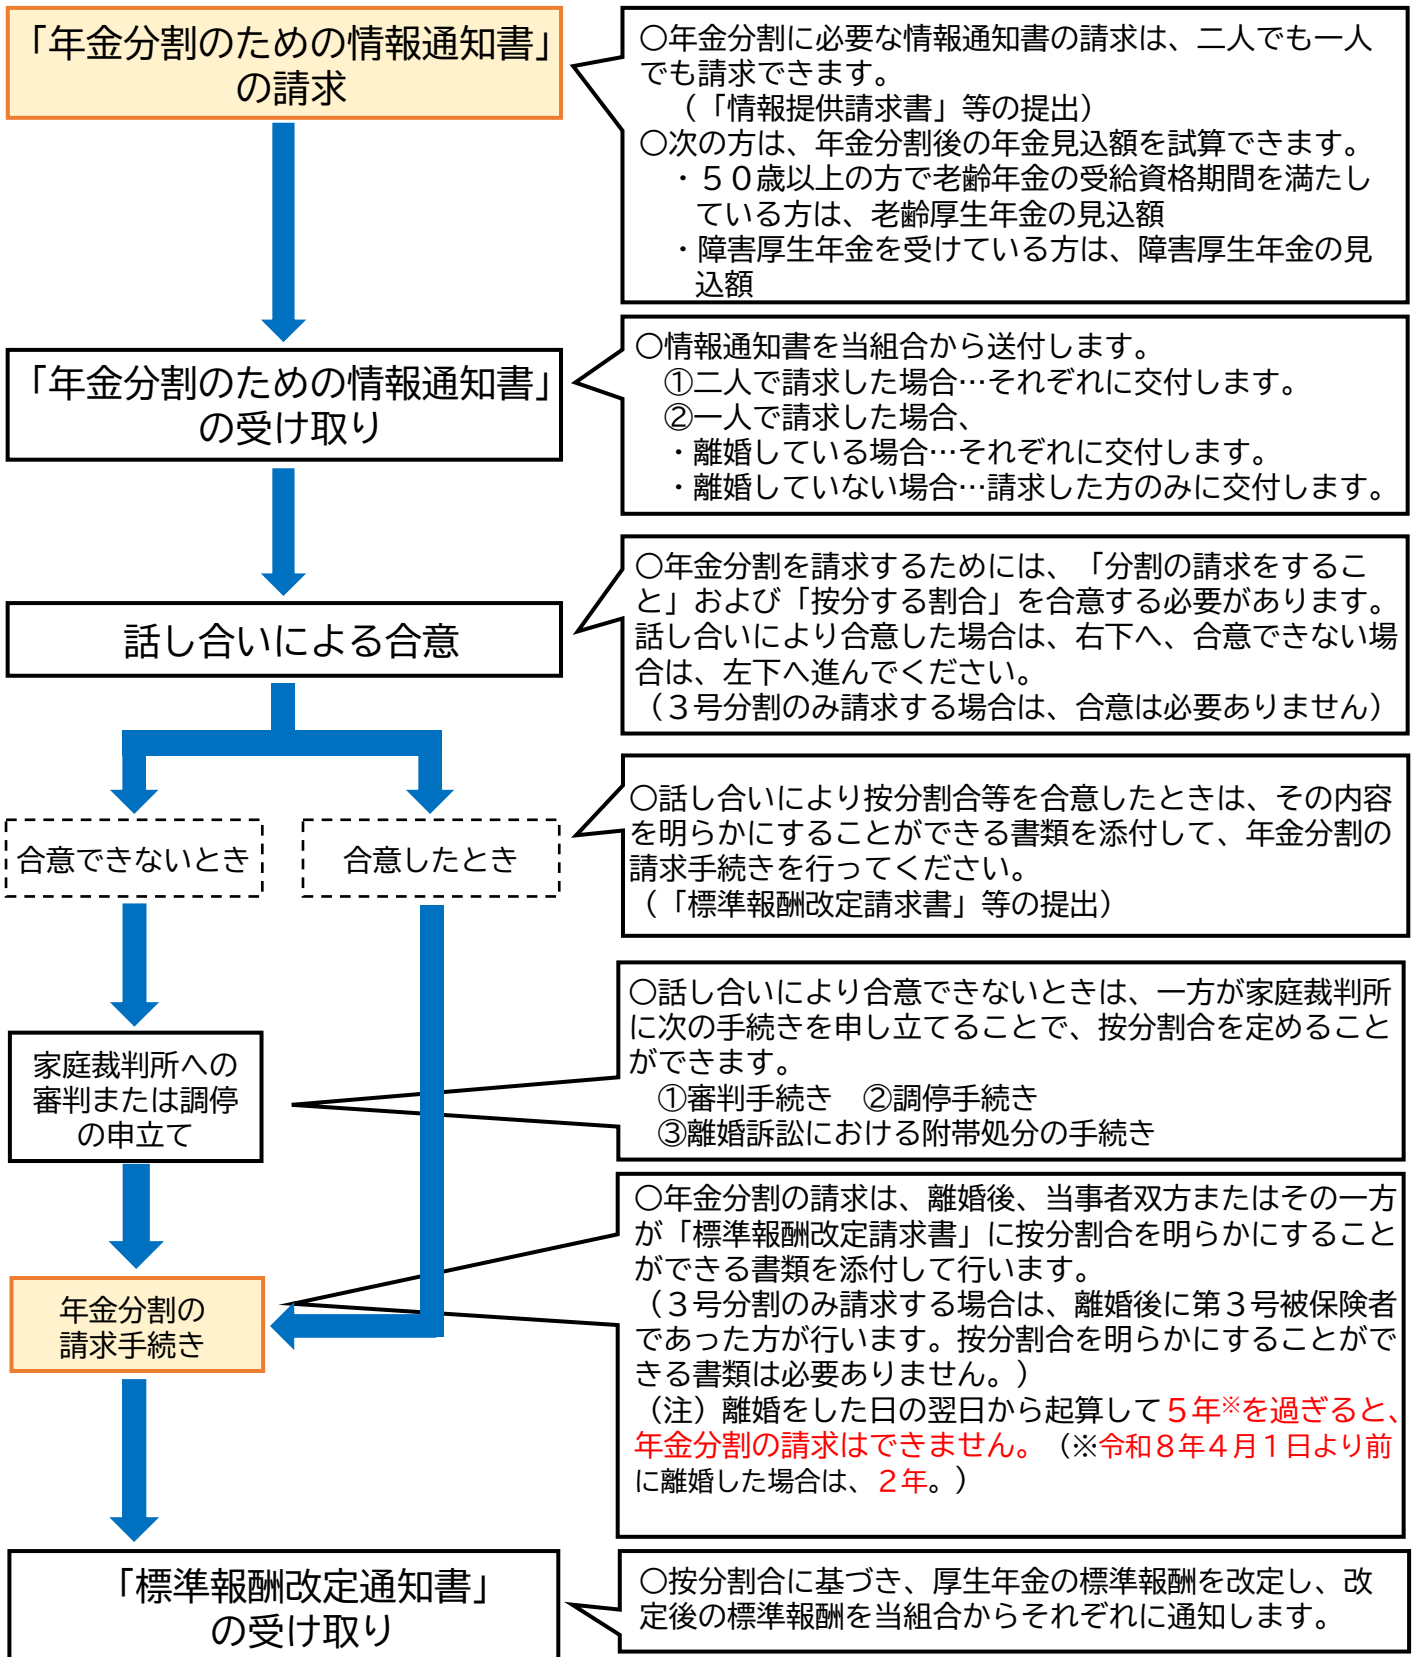 「年金分割のための情報通知書」
の請求
〇年金分割に必要な情報通知書の請求は、二人でも一人
でも請求できます。
（「情報提供請求書」等の提出）
〇次の方は、年金分割後の年金見込額を試算できます。
・５０歳以上の方で老齢年金の受給資格期間を満たし
ている方は、老齢厚生年金の見込額
・障害厚生年金を受けている方は、障害厚生年金の見
込額
「年金分割のための情報通知書」
の受け取り
〇情報通知書を当組合から送付します。
①二人で請求した場合…それぞれに交付します。
②一人で請求した場合、
・離婚している場合…それぞれに交付します。
・離婚していない場合…請求した方のみに交付します。
話し合いによる合意
〇年金分割を請求するためには、「分割の請求をするこ
と」および「按分する割合」を合意する必要があります。
話し合いにより合意した場合は、右下へ、合意できない場
合は、左下へ進んでください。
（３号分割のみ請求する場合は、合意は必要ありません）
合意できないとき
合意したとき
〇話し合いにより按分割合等を合意したときは、その内容
を明らかにすることができる書類を添付して、年金分割の
請求手続きを行ってください。
（「標準報酬改定請求書」等の提出）
家庭裁判所への
審判または調停
の申立て
〇話し合いにより合意できないときは、一方が家庭裁判所
に次の手続きを申し立てることで、按分割合を定めること
ができます。
①審判手続き　②調停手続き
③離婚訴訟における附帯処分の手続き
年金分割の
請求手続き
〇年金分割の請求は、離婚後、当事者双方またはその一方
が「標準報酬改定請求書」に按分割合を明らかにすること
ができる書類を添付して行います。
（３号分割のみ請求する場合は、離婚後に第３号被保険者
であった方が行います。按分割合を明らかにすることがで
きる書類は必要ありません。）
（注）離婚をした日の翌日から起算して５年※を過ぎると、
年金分割の請求はできません。（※令和８年４月１日より前
に離婚した場合は、２年。）
「標準報酬改定通知書」
の受け取り
〇按分割合に基づき、厚生年金の標準報酬を改定し、改
定後の標準報酬を当組合からそれぞれに通知します。